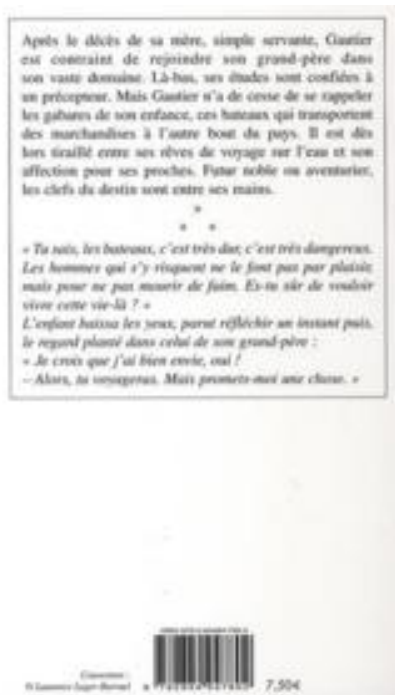 Après le décès de sa mère, simple servante, Gautier
est contraint de rejoindre son grand-père dans
son vaste domaine. Là-bas, ses études sont confiées à
un précepteur. Mais Gautier n'a de cesse de se rappeler
les gabares de son enfance, ces bateaux qui transportent
des marchandises à l'autre bout du pays. Il est dès
lors tiraillé entre ses rêves de voyage sur l'eau et son
affection pour ses proches. Futur noble ou aventurier,
les clefs du destin sont entre ses mains.
*
* *
« Tu sais, les bateaux, c'est très dur, c'est très dangereux.
Les hommes qui s'y risquent ne le font pas par plaisir,
mais pour ne pas mourir de faim. Es-tu sûr de vouloir
vivre cette vie-là ? »
L'enfant baissa les yeux, parut réfléchir un instant puis,
le regard planté dans celui de son grand-père :
« Je crois que j'ai bien envie, oui !
– Alors, tu voyageras. Mais promets-moi une chose. »
Couverture :
© Laurence
7,50€